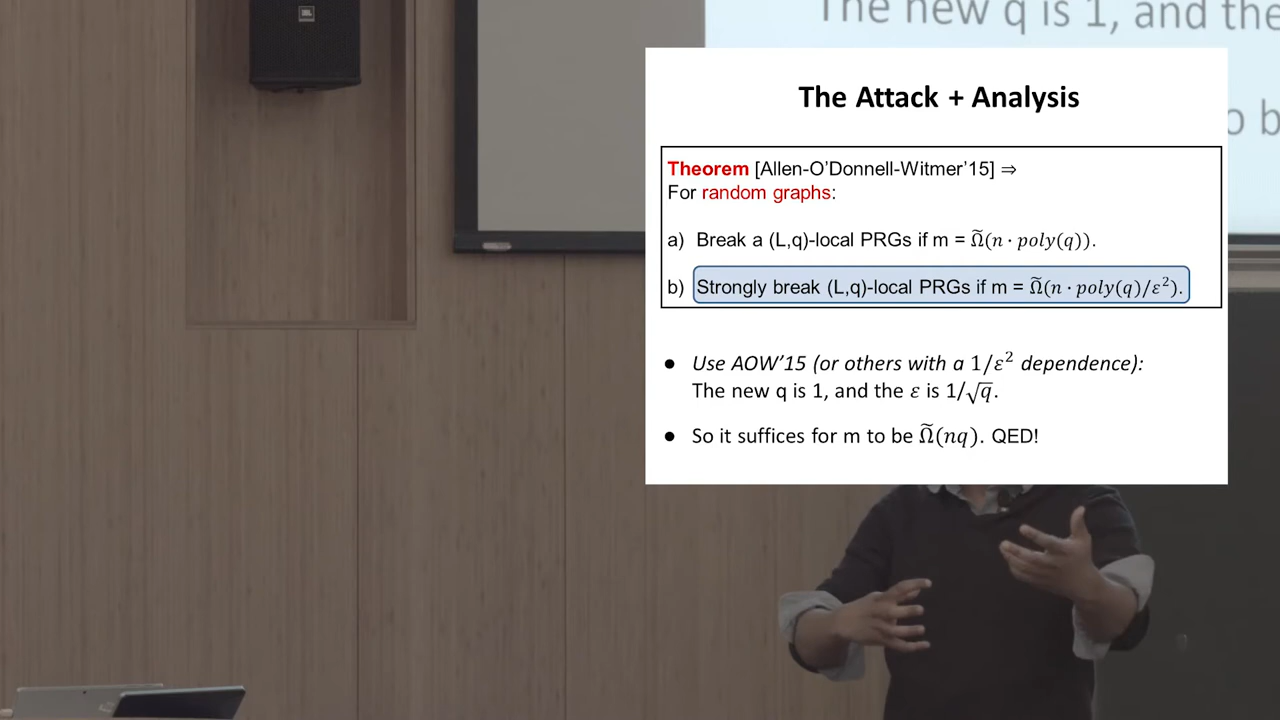 JBL
The new q is 1, and the
The Attack + Analysis
o b
Theorem [Allen-O'Donnell-Witmer'15] ⇒
For random graphs:
a) Break a (L,q)-local PRGs if m = Ω̃(n · poly(q)).
b) Strongly break (L,q)-local PRGs if m = Ω̃(n · poly(q)/ε²).
● Use AOW'15 (or others with a 1/ε² dependence):
The new q is 1, and the ε is 1/√q.
● So it suffices for m to be Ω̃(nq). QED!